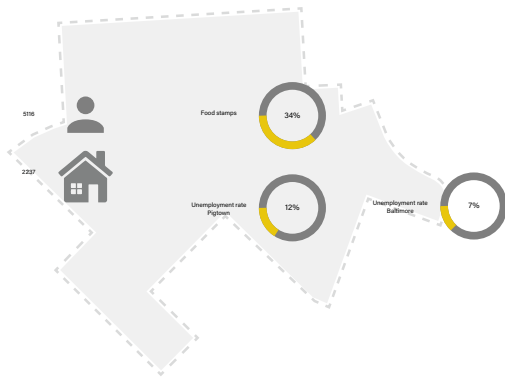 5116
Food stamps
34%
2237
Unemployment rate
Pigtown
12%
Unemployment rate
Baltimore
7%